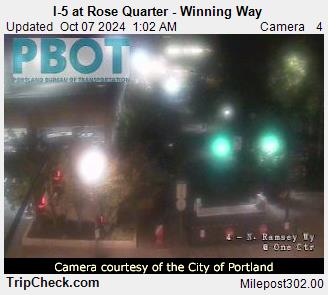 I-5 at Rose Quarter - Winning Way
Updated Oct 07 2024 1:02 AM Camera 4
PBOT
PORTLAND BUREAU OF TRANSPORTATION
4 - N. Ramsey Wy
@ One Ctr
Camera courtesy of the City of Portland
TripCheck.com Milepost302.00